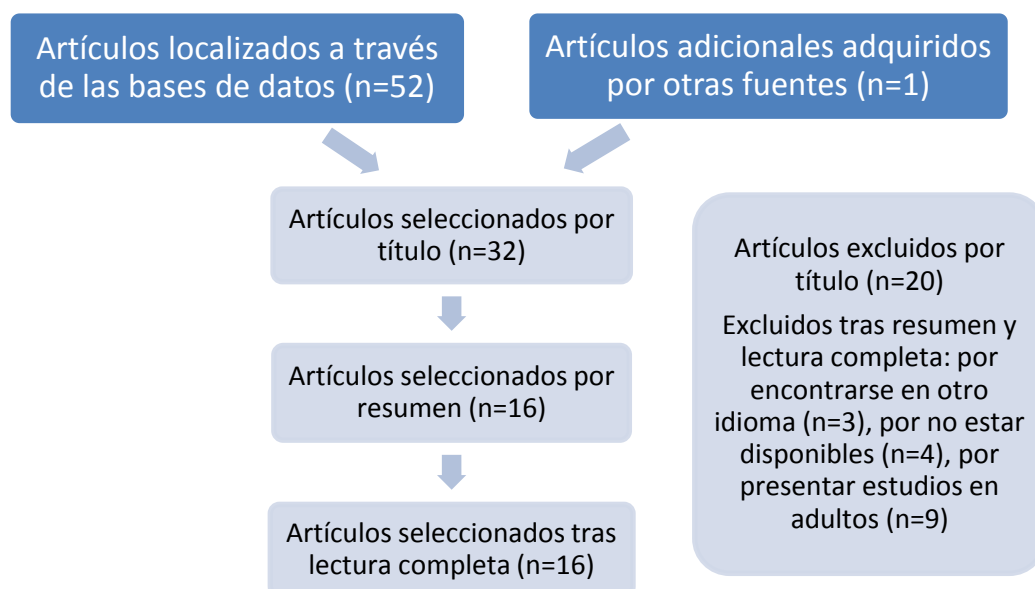 Artículos localizados a través
de las bases de datos (n=52)
Artículos adicionales adquiridos
por otras fuentes (n=1)
Artículos seleccionados por
título (n=32)
Artículos seleccionados por
resumen (n=16)
Artículos seleccionados tras
lectura completa (n=16)
Artículos excluidos por
título (n=20)
Excluidos tras resumen y
lectura completa: por
encontrarse en otro
idioma (n=3), por no estar
disponibles (n=4), por
presentar estudios en
adultos (n=9)